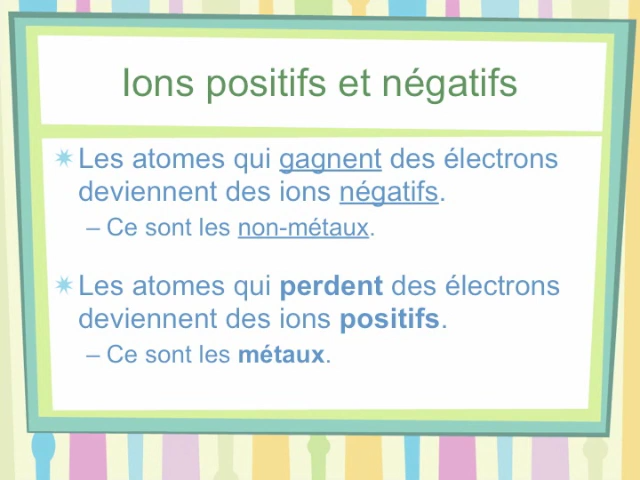 Ions positifs et négatifs
Les atomes qui gagnent des électrons
deviennent des ions négatifs.
– Ce sont les non-métaux.
Les atomes qui perdent des électrons
deviennent des ions positifs.
– Ce sont les métaux.